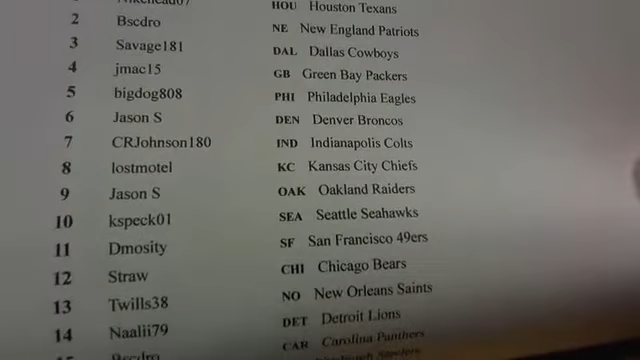 HOU Houston Texans
2 Bscdro NE New England Patriots
3 Savage181 DAL Dallas Cowboys
4 jmac15 GB Green Bay Packers
5 bigdog808 PHI Philadelphia Eagles
6 Jason S DEN Denver Broncos
7 CRJohnson180 IND Indianapolis Colts
8 lostmotel KC Kansas City Chiefs
9 Jason S OAK Oakland Raiders
10 kspeck01 SEA Seattle Seahawks
11 Dmosity SF San Francisco 49ers
12 Straw CHI Chicago Bears
13 Twills38 NO New Orleans Saints
14 Naalii79 DET Detroit Lions
15 Bscdro CAR Carolina Panthers